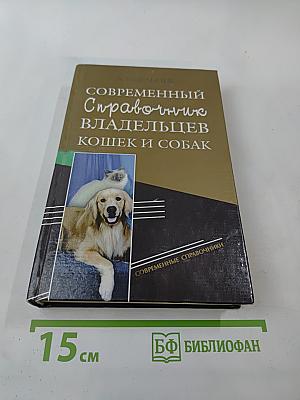 СОВРЕМЕННЫЙ
Справочник
ВЛАДЕЛЬЦЕВ
КОШЕК И СОБАК
СОВРЕМЕННЫЕ СПРАВОЧНИКИ
15 см
БФ БИБЛИОФАН